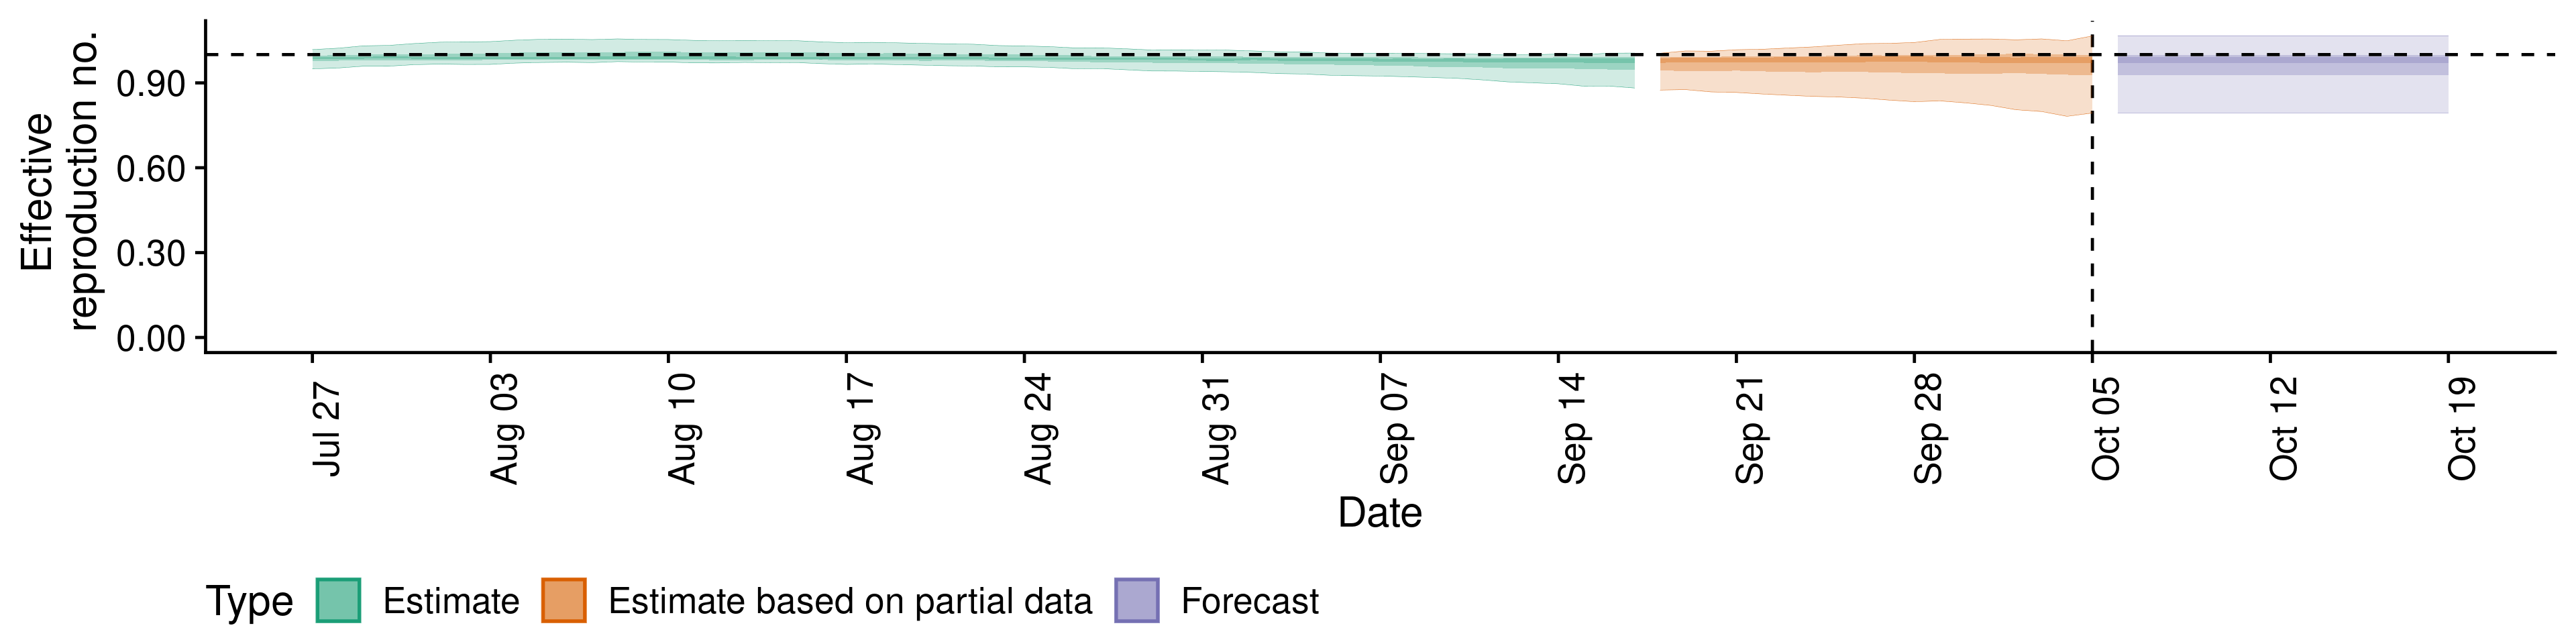 Effective
reproduction no.
0.90
0.60
0.30
0.00
Jul 27
Aug 03
Aug 10
Aug 17
Aug 24
Aug 31
Sep 07
Sep 14
Sep 21
Sep 28
Oct 05
Oct 12
Oct 19
Date
Type Estimate Estimate based on partial data Forecast